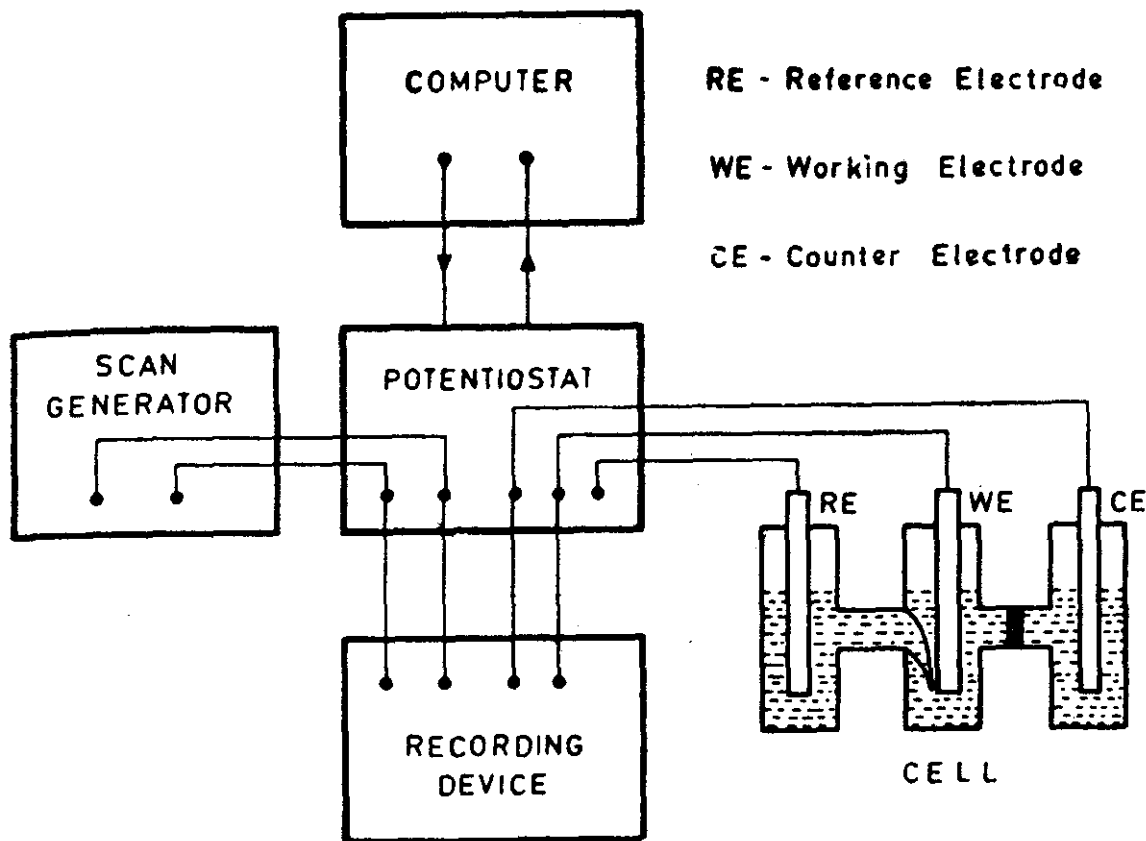 COMPUTER
RE - Reference Electrode
WE - Working Electrode
CE - Counter Electrode
SCAN
GENERATOR
POTENTIOSTAT
RE
WE
CE
RECORDING
DEVICE
CELL